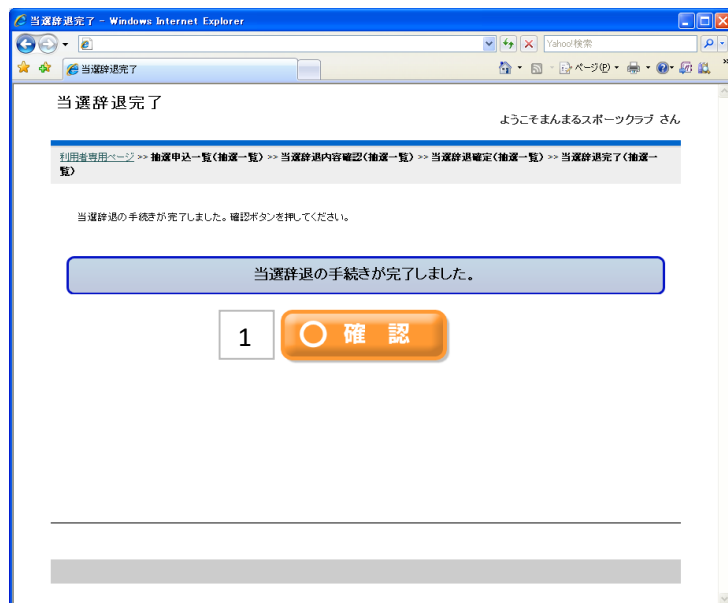 当選辞退完了 - Windows Internet Explorer
Yahoo!検索
当選辞退完了
ページ(P)
当選辞退完了
ようこそまんまるスポーツクラブ さん
利用者専用ページ >> 抽選申込一覧(抽選一覧) >> 当選辞退内容確認(抽選一覧) >> 当選辞退確定(抽選一覧) >> 当選辞退完了(抽選一
覧)
当選辞退の手続きが完了しました。確認ボタンを押してください。
当選辞退の手続きが完了しました。
1 確 認